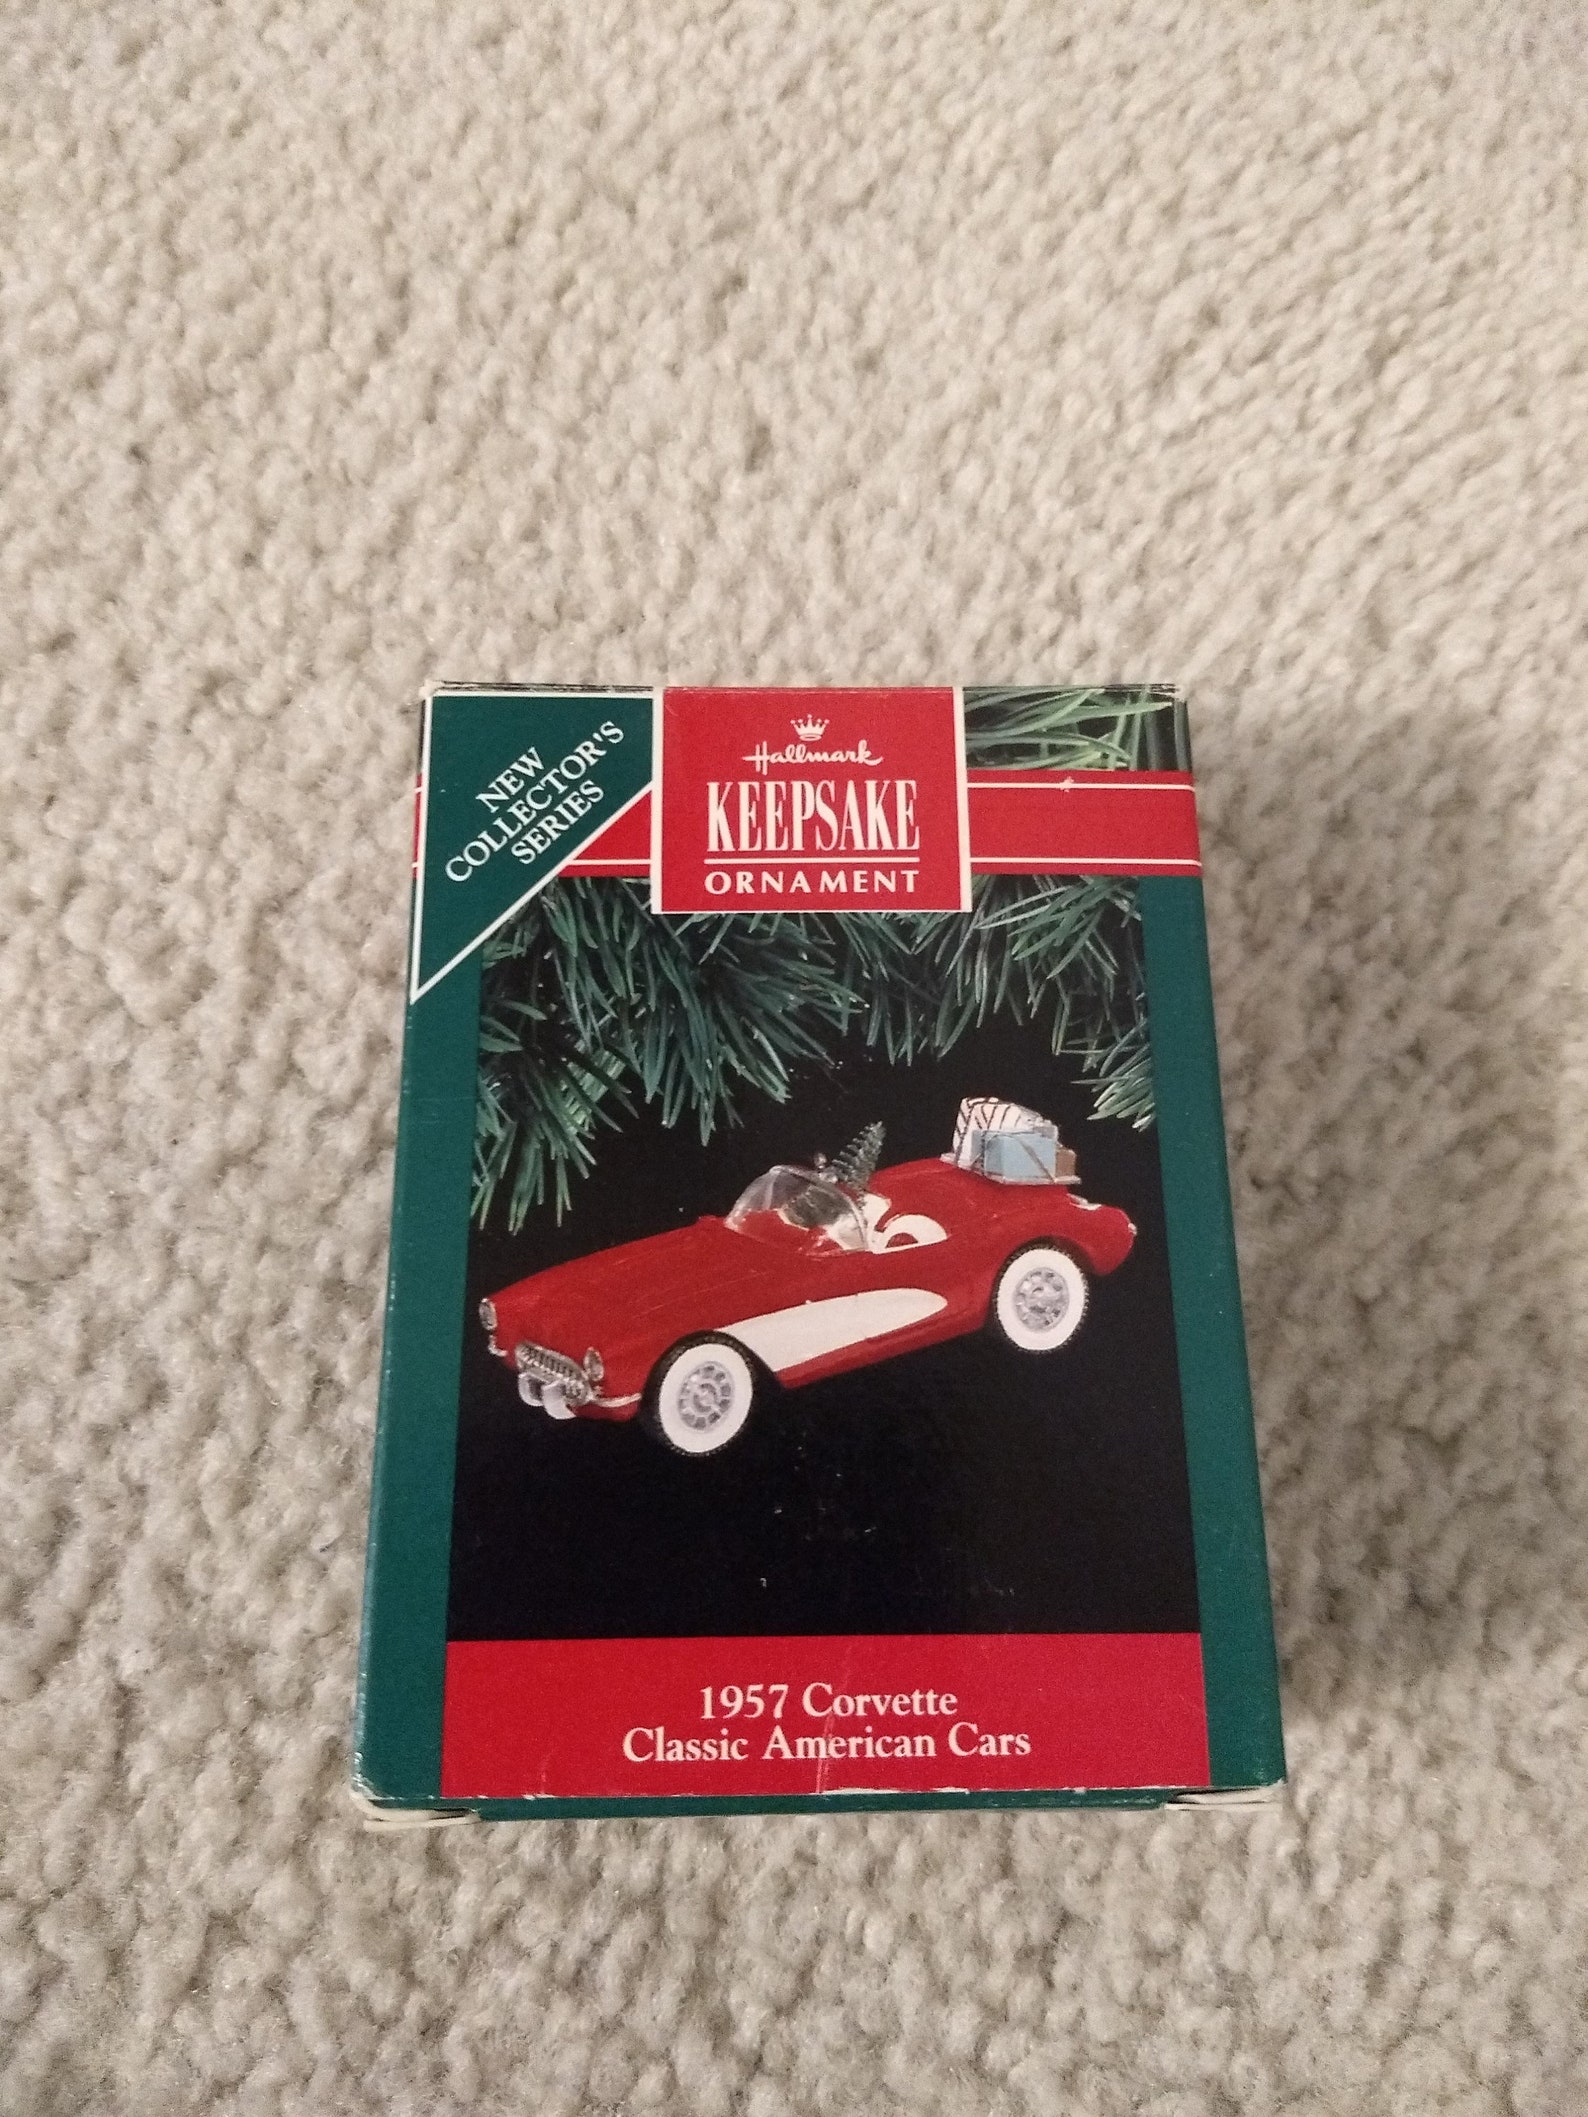 NEW
COLLECTOR'S
SERIES
Hallmark
KEEPSAKE
ORNAMENT
1957 Corvette
Classic American Cars